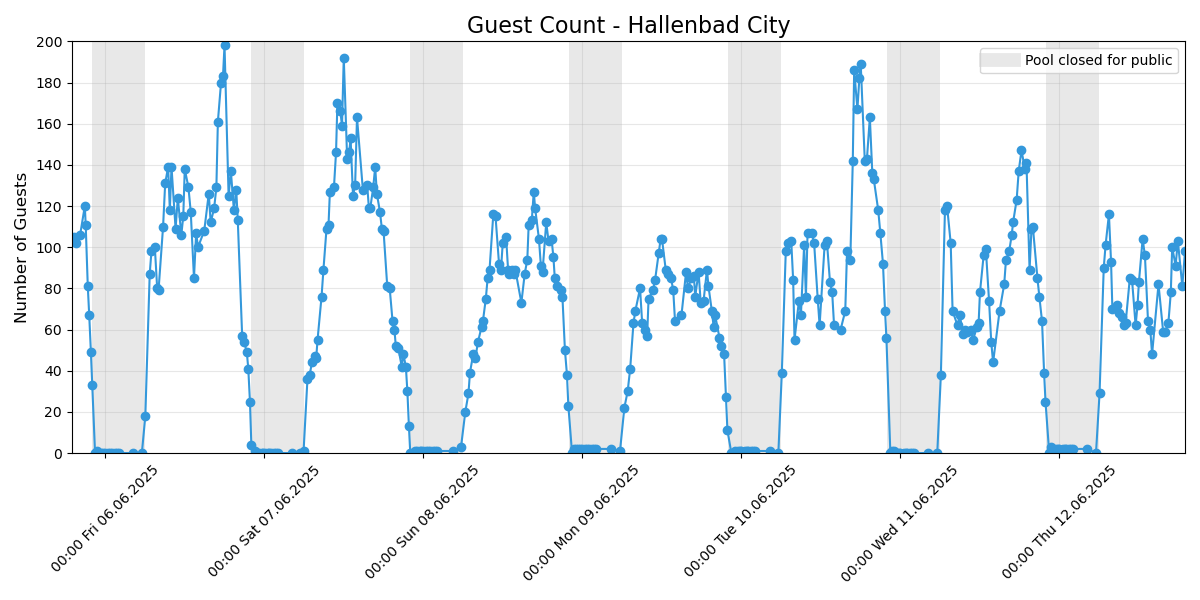 Guest Count - Hallenbad City
Pool closed for public
Number of Guests
200
180
160
140
120
100
80
60
40
20
0
00:00 Fri 06.06.2025
00:00 Sat 07.06.2025
00:00 Sun 08.06.2025
00:00 Mon 09.06.2025
00:00 Tue 10.06.2025
00:00 Wed 11.06.2025
00:00 Thu 12.06.2025